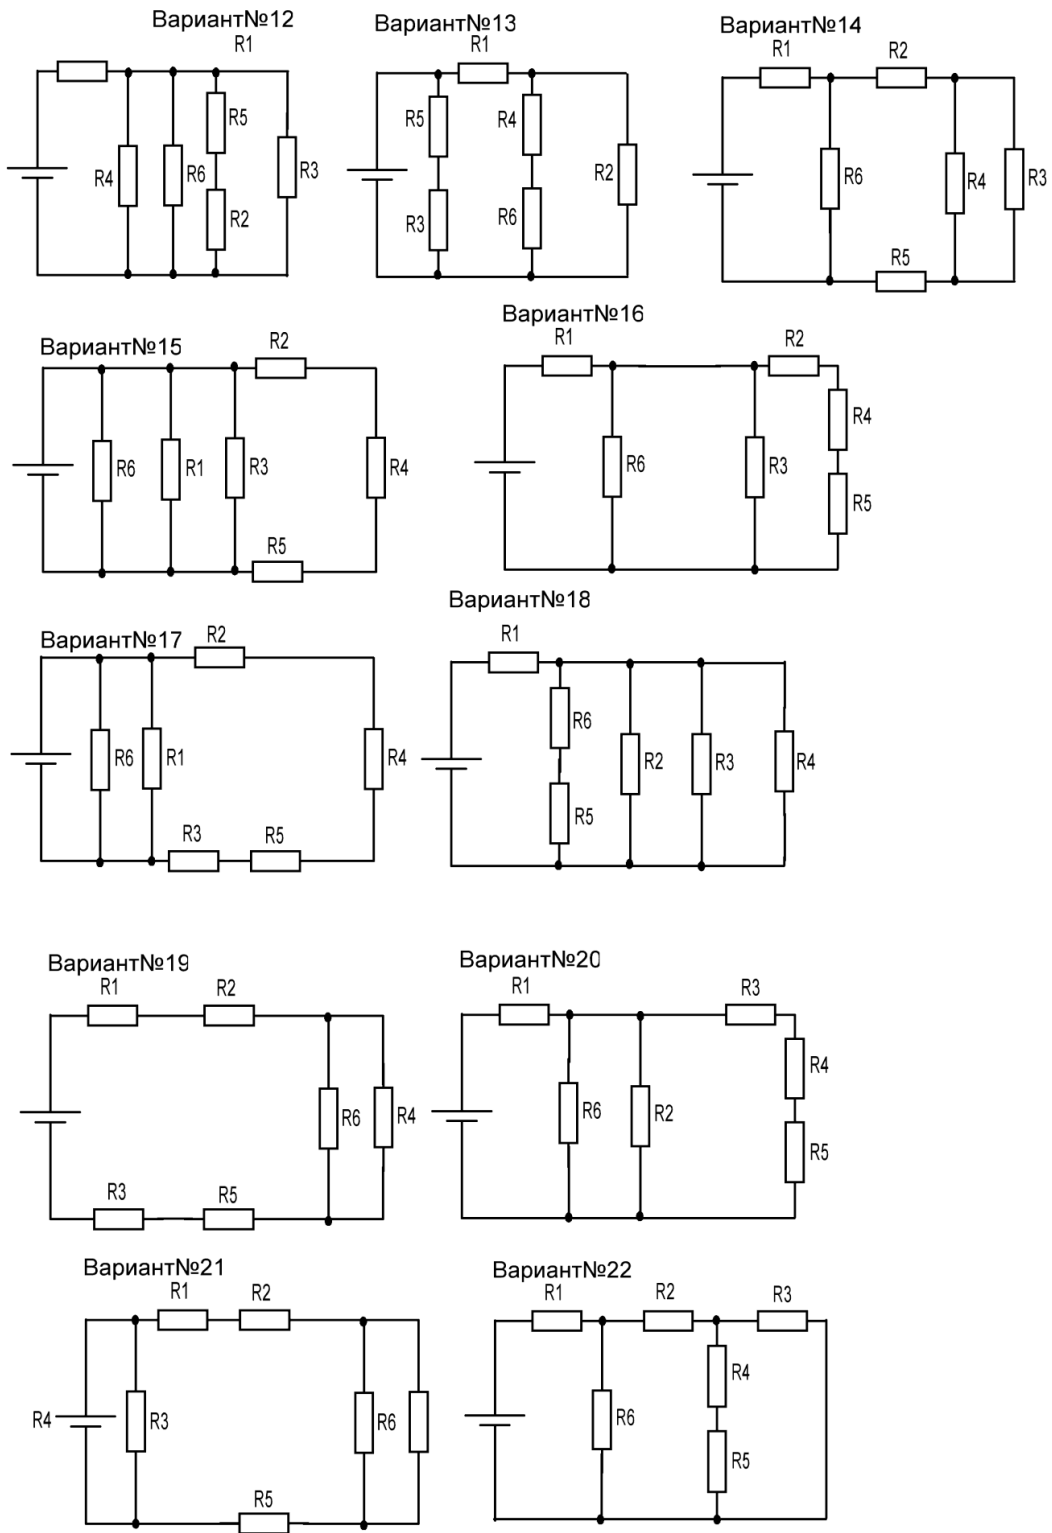 Вариант№12
R1
R5
R4
R6
R3
R2
Вариант№13
R1
R5
R4
R2
R3
R6
Вариант№14
R1
R2
R6
R4
R3
R5
Вариант№15
R2
R6
R1
R3
R4
R5
Вариант№16
R1
R2
R4
R6
R3
R5
Вариант№17
R2
R6
R1
R4
R3
R5
Вариант№18
R1
R6
R2
R3
R4
R5
Вариант№19
R1
R2
R6
R4
R3
R5
Вариант№20
R1
R3
R4
R6
R2
R5
Вариант№21
R1
R2
R4
R3
R6
R5
Вариант№22
R1
R2
R3
R4
R6
R5